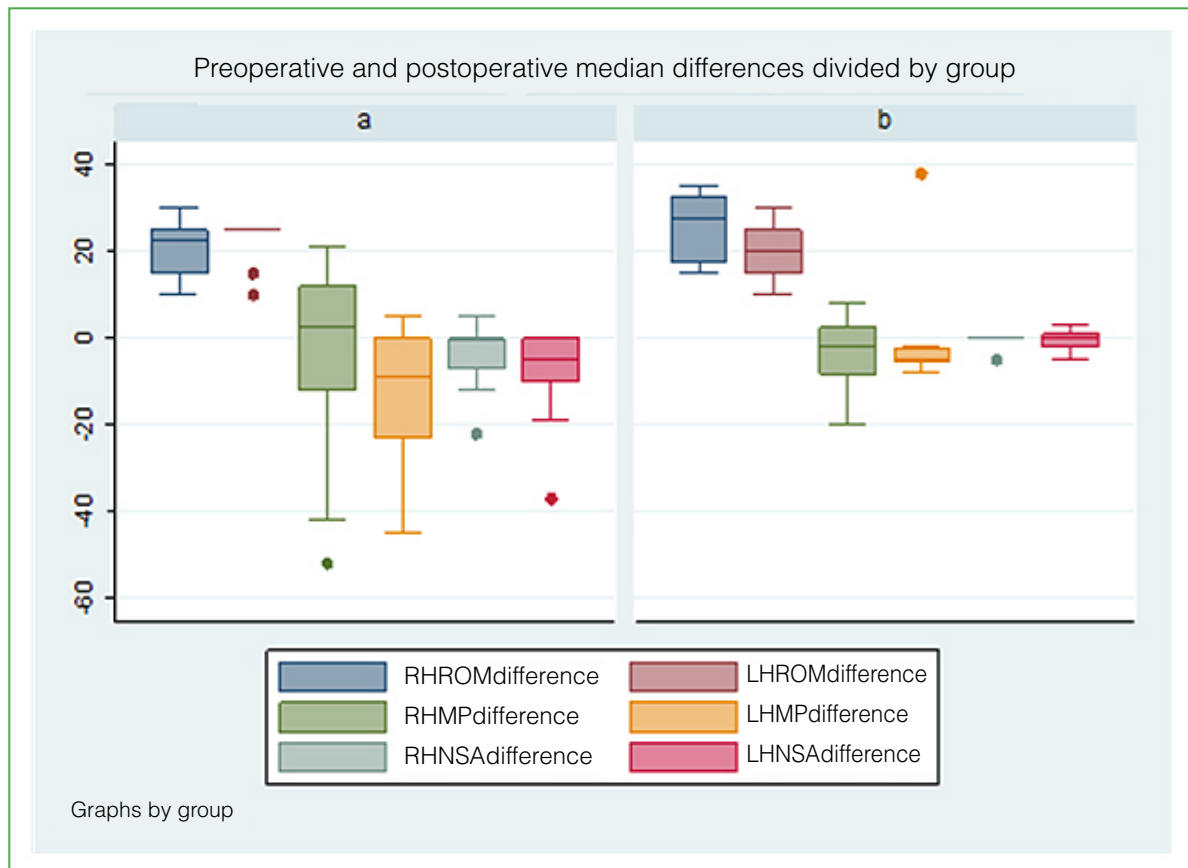 Preoperative and postoperative median differences divided by group
a
b
40
20
0
-20
-40
-60
RHROMdifference
LHROMdifference
RHMPdifference
LHMPdifference
RHNSAdifference
LHNSAdifference
Graphs by group